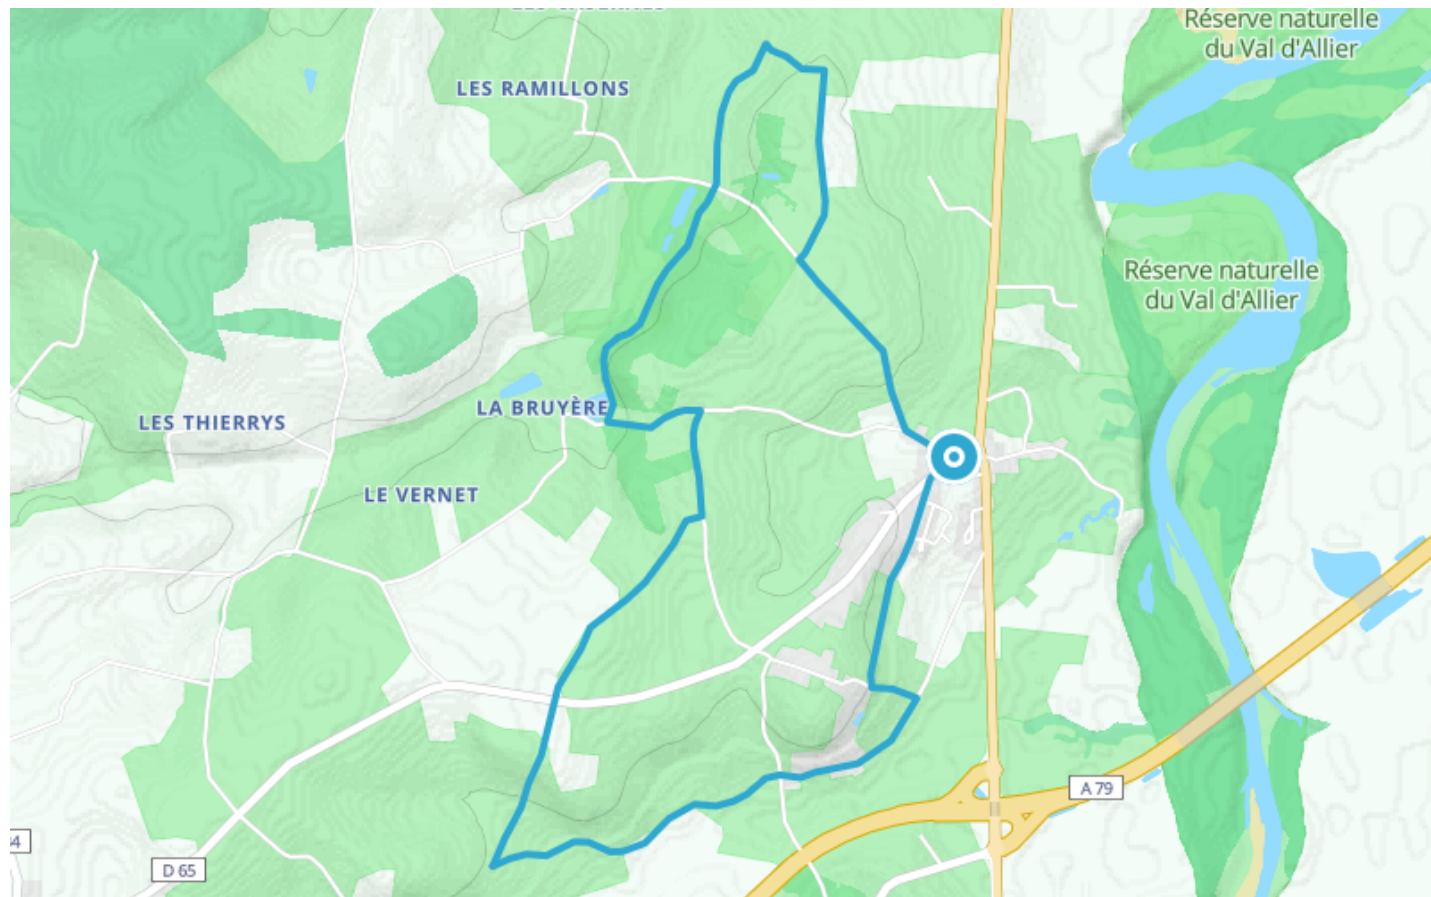 Réserve naturelle
du Val d'Allier
LES RAMILLONS
Réserve naturelle
du Val d'Allier
LA BRUYÈRE
LES THIERRYS
LE VERNET
A 79
D 65